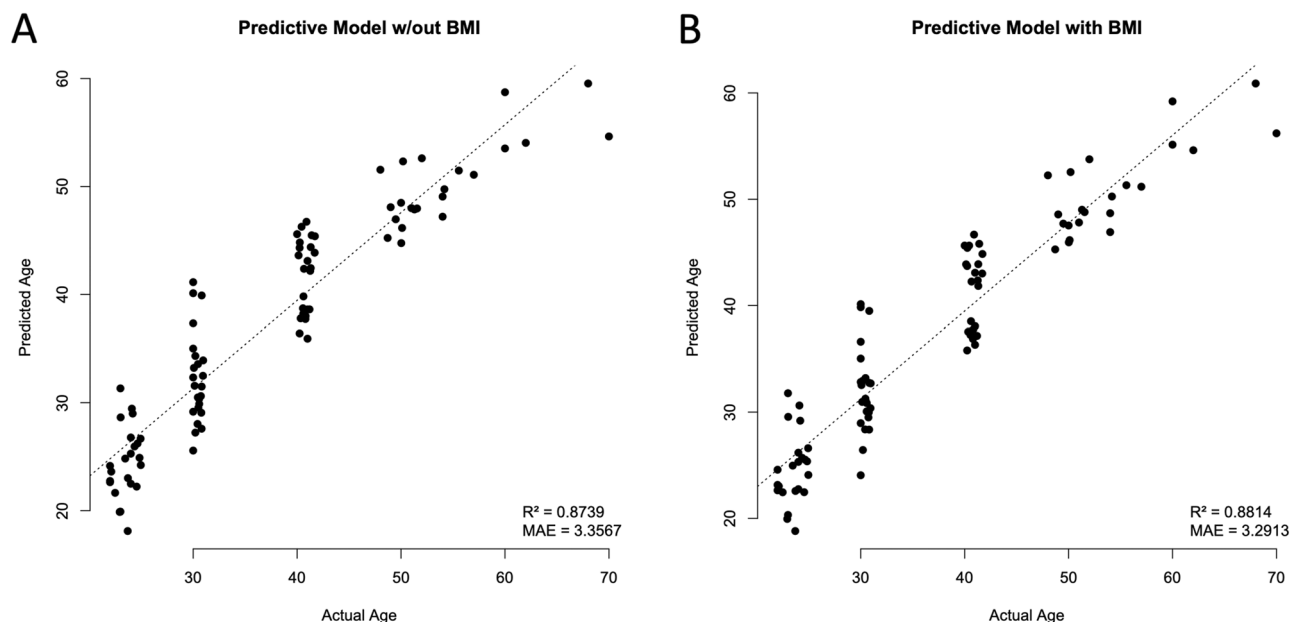 A
Predictive Model w/out BMI
Predicted Age
60
50
40
30
20
R² = 0.8739
MAE = 3.3567
30 40 50 60 70
Actual Age
B
Predictive Model with BMI
Predicted Age
60
50
40
30
20
R² = 0.8814
MAE = 3.2913
30 40 50 60 70
Actual Age